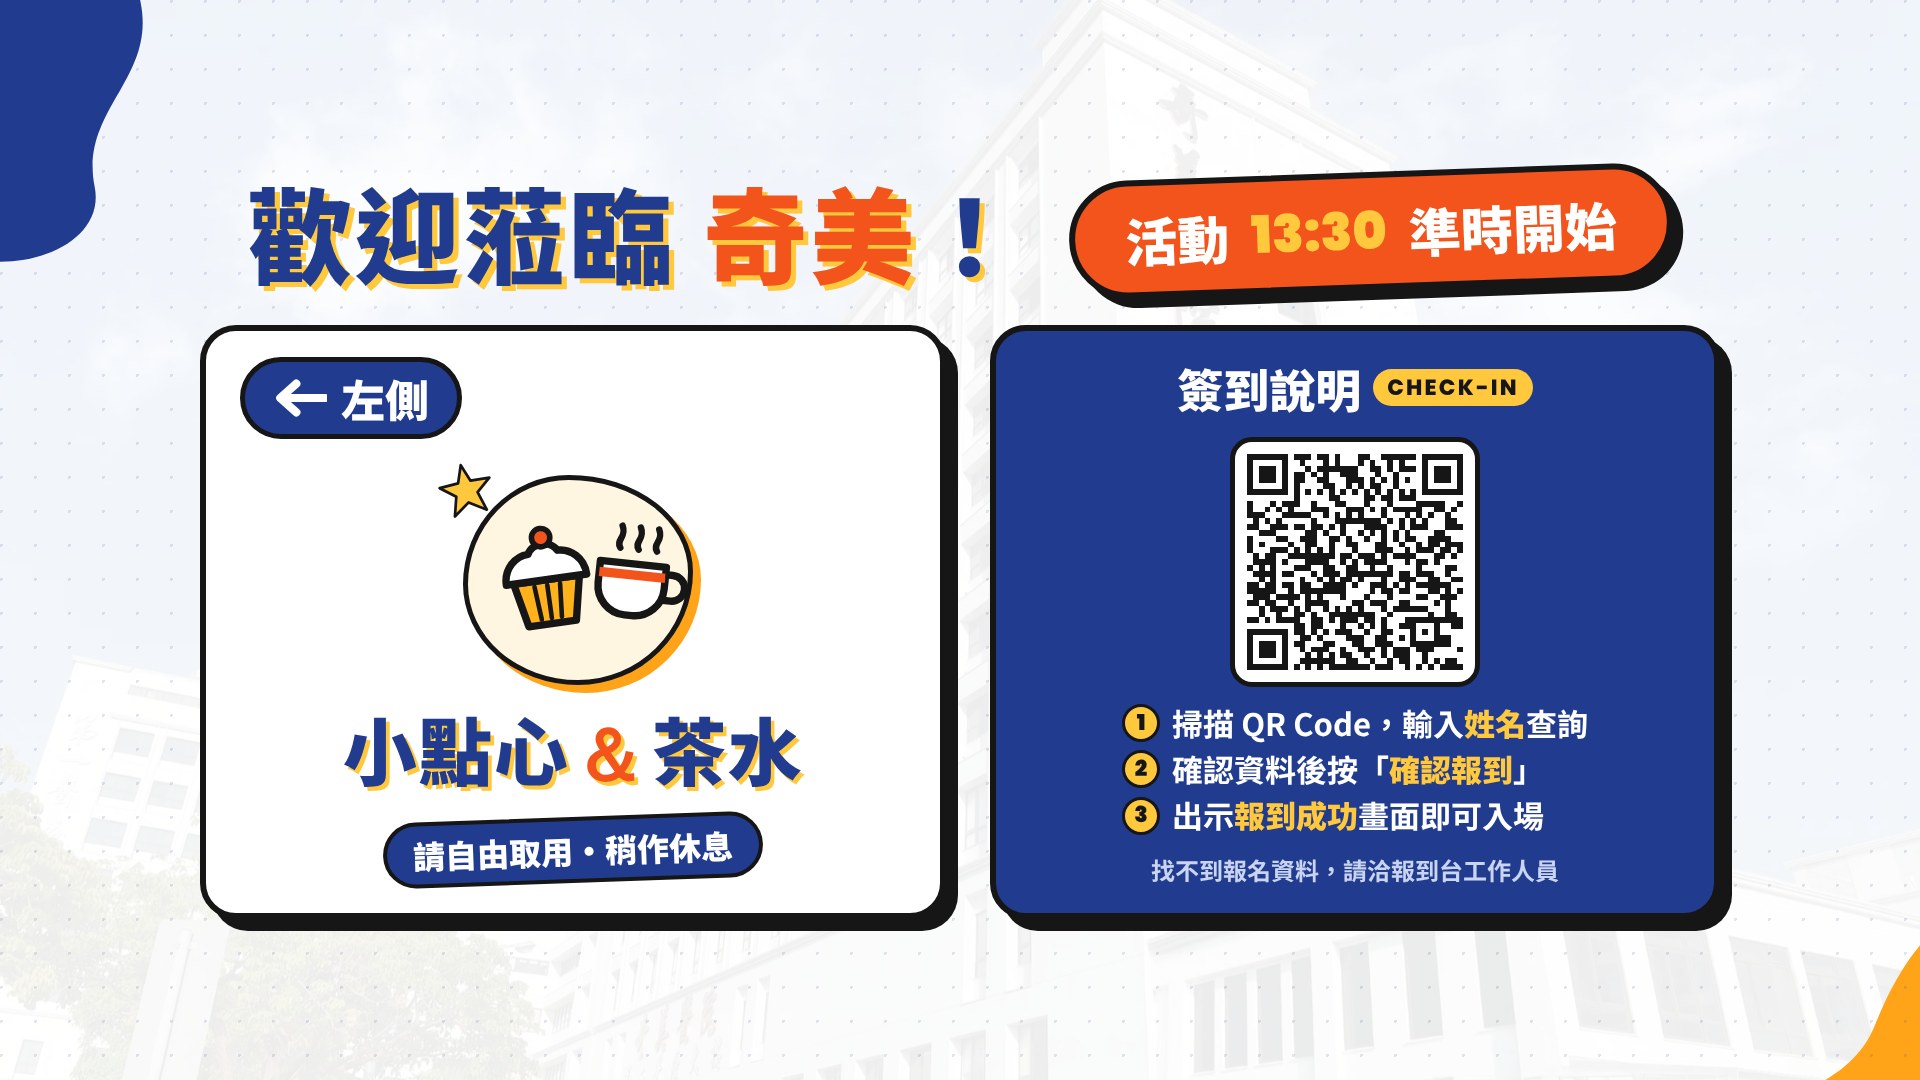 歡迎蒞臨 奇美！
活動 13:30 準時開始
← 左側
小點心 & 茶水
請自由取用・稍作休息
簽到說明 CHECK-IN
1 掃描 QR Code，輸入姓名查詢
2 確認資料後按「確認報到」
3 出示報到成功畫面即可入場
找不到報名資料，請洽報到台工作人員